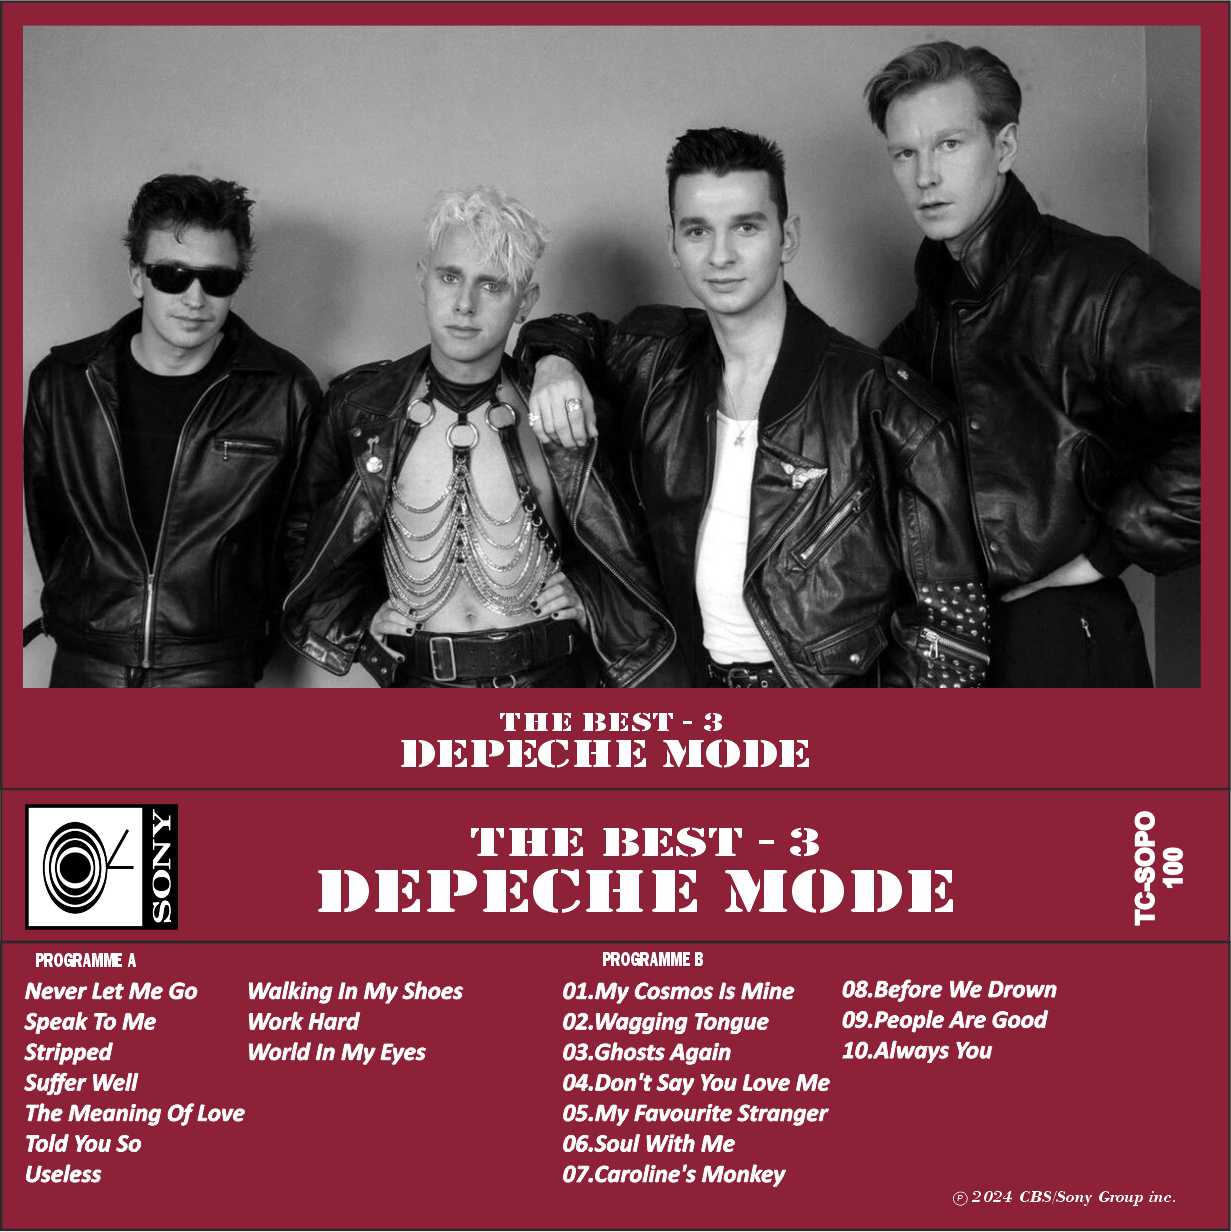 THE BEST - 3
DEPECHE MODE
SONY
THE BEST - 3
DEPECHE MODE
TC-SOPO
100
PROGRAMME A
Never Let Me Go
Speak To Me
Stripped
Suffer Well
The Meaning Of Love
Told You So
Useless
Walking In My Shoes
Work Hard
World In My Eyes
PROGRAMME B
01.My Cosmos Is Mine
02.Wagging Tongue
03.Ghosts Again
04.Don't Say You Love Me
05.My Favourite Stranger
06.Soul With Me
07.Caroline's Monkey
08.Before We Drown
09.People Are Good
10.Always You
℗ 2024 CBS/Sony Group inc.